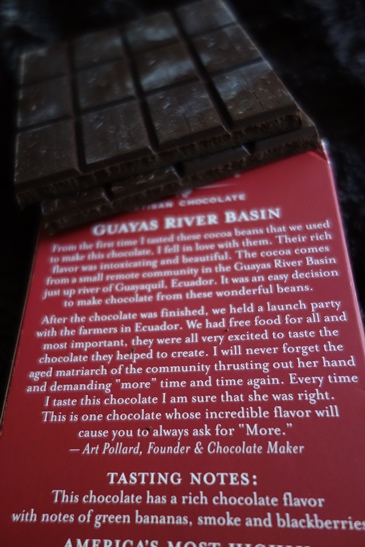 ARTISAN CHOCOLATE
GUAYAS RIVER BASIN
From the first time I tasted these cocoa beans that we used
to make this chocolate, I fell in love with them. Their rich
flavor was intoxicating and beautiful. The cocoa comes
from a small remote community in the Guayas River Basin
just up river of Guayaquil, Ecuador. It was an easy decision
to make chocolate from these wonderful beans.
After the chocolate was finished, we held a launch party
with the farmers in Ecuador. We had free food for all and
most important, they were all very excited to taste the
chocolate they helped to create. I will never forget the
aged matriarch of the community thrusting out her hand
and demanding "more" time and time again. Every time
I taste this chocolate I am sure that she was right.
This is one chocolate whose incredible flavor will
cause you to always ask for "More."
— Art Pollard, Founder & Chocolate Maker
TASTING NOTES:
This chocolate has a rich chocolate flavor
with notes of green bananas, smoke and blackberries
AMERICA'S MOST HIGHLY